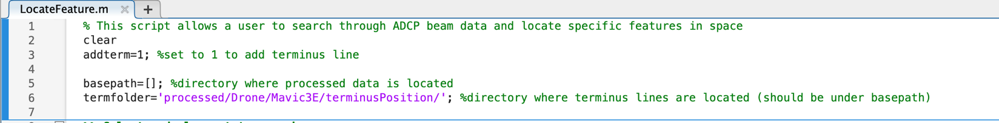 LocateFeature.m × +
1 % This script allows a user to search through ADCP beam data and locate specific features in space
2 clear
3 addterm=1; %set to 1 to add terminus line
4
5 basepath=[]; %directory where processed data is located
6 termfolder='processed/Drone/Mavic3E/terminusPosition/'; %directory where terminus lines are located (should be under basepath)
7